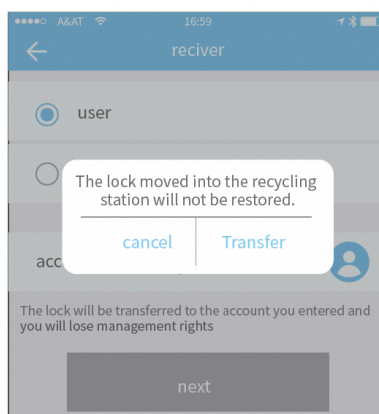 A&AT 16:59
reciver
user
The lock moved into the recycling
station will not be restored.
cancel Transfer
acc
The lock will be transferred to the account you entered and
you will lose management rights
next